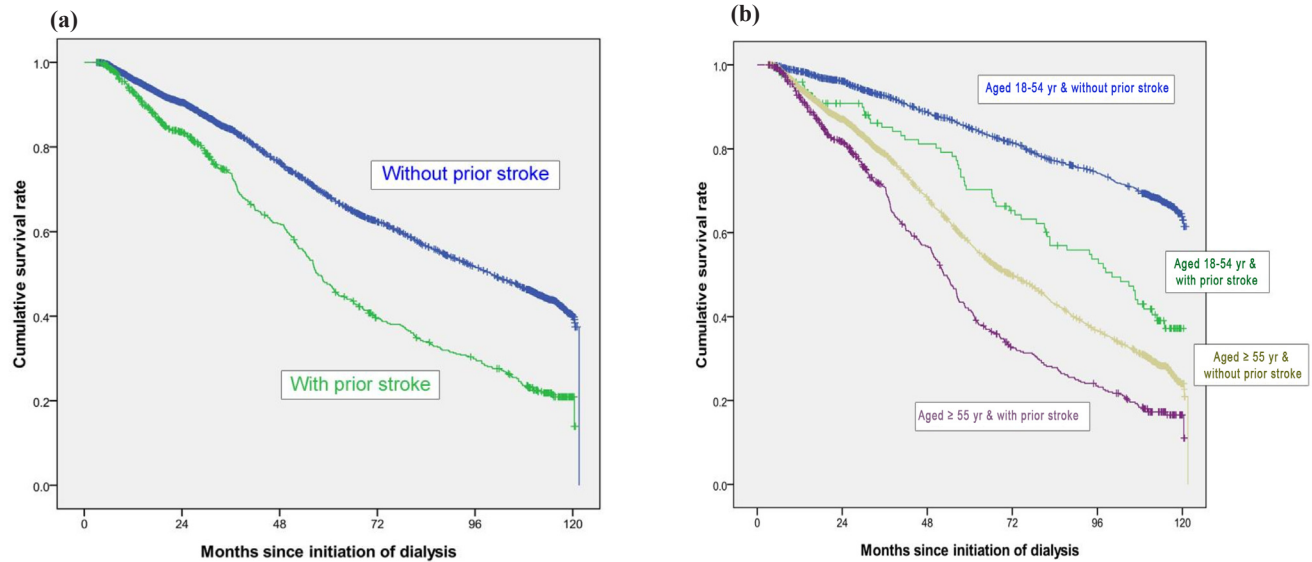 (a)
Cumulative survival rate
1.0
0.8
0.6
0.4
0.2
0.0
Without prior stroke
With prior stroke
0 24 48 72 96 120
Months since initiation of dialysis
(b)
Cumulative survival rate
1.0
0.8
0.6
0.4
0.2
0.0
Aged 18-54 yr & without prior stroke
Aged 18-54 yr &
with prior stroke
Aged ≥ 55 yr &
without prior stroke
Aged ≥ 55 yr & with prior stroke
0 24 48 72 96 120
Months since initiation of dialysis